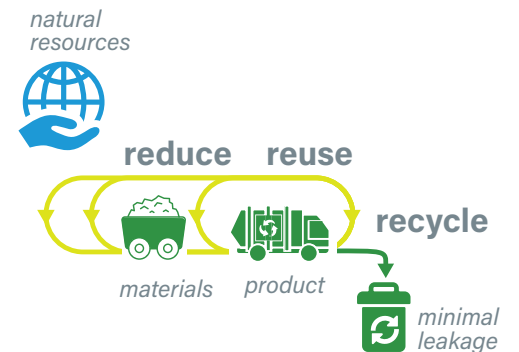 natural
resources
reduce reuse
recycle
materials product
minimal
leakage